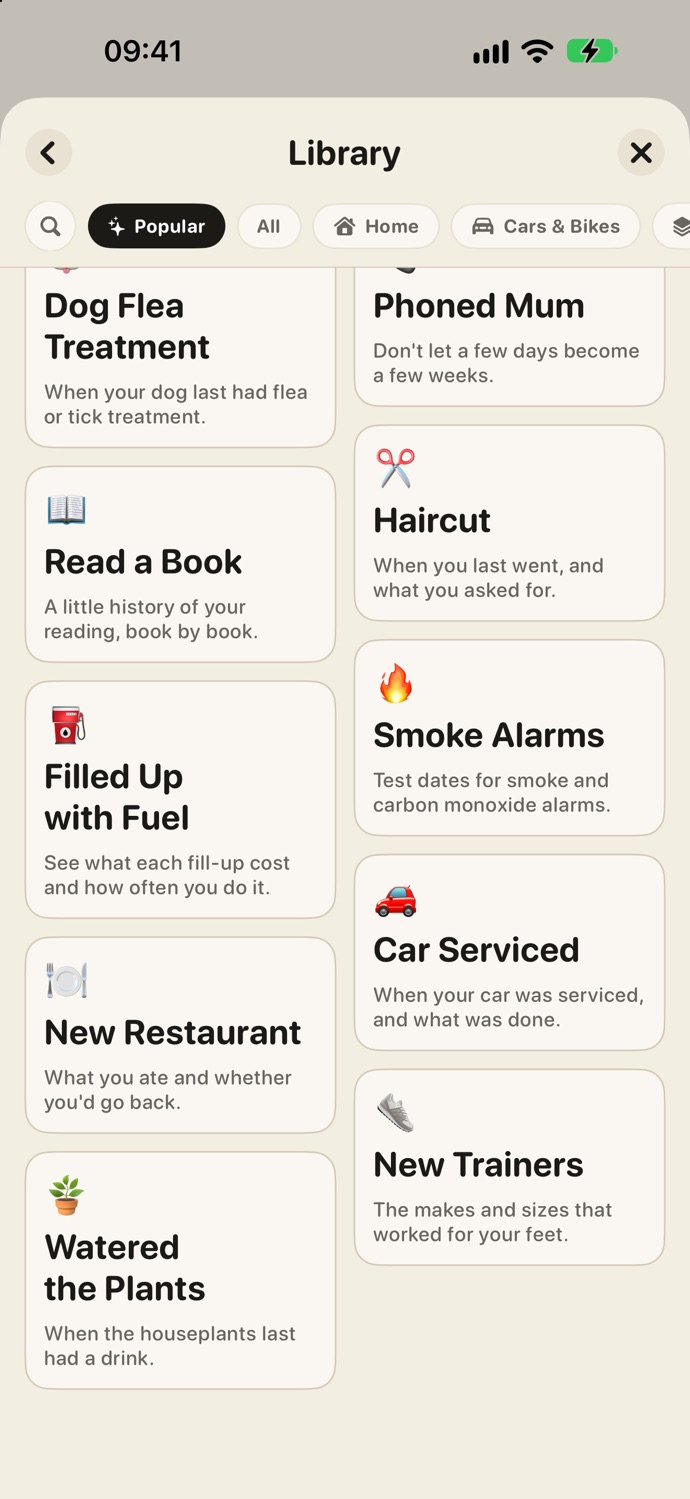 09:41
Library
Popular
All
Home
Cars & Bikes
Dog Flea
Treatment
When your dog last had flea
or tick treatment.
Phoned Mum
Don't let a few days become
a few weeks.
Read a Book
A little history of your
reading, book by book.
Haircut
When you last went, and
what you asked for.
Filled Up
with Fuel
See what each fill-up cost
and how often you do it.
Smoke Alarms
Test dates for smoke and
carbon monoxide alarms.
New Restaurant
What you ate and whether
you'd go back.
Car Serviced
When your car was serviced,
and what was done.
Watered
the Plants
When the houseplants last
had a drink.
New Trainers
The makes and sizes that
worked for your feet.